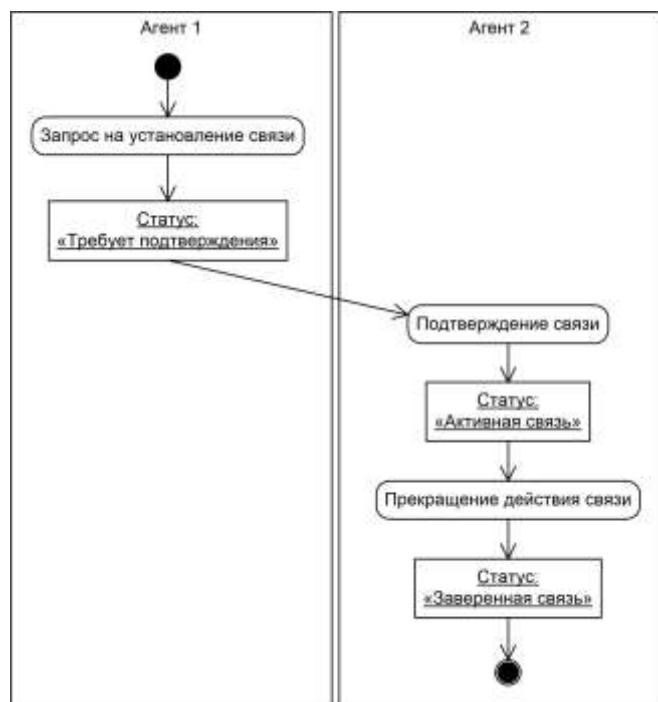 Агент 1
Агент 2
Запрос на установление связи
Статус:
«Требует подтверждения»
Подтверждение связи
Статус:
«Активная связь»
Прекращение действия связи
Статус:
«Заверенная связь»